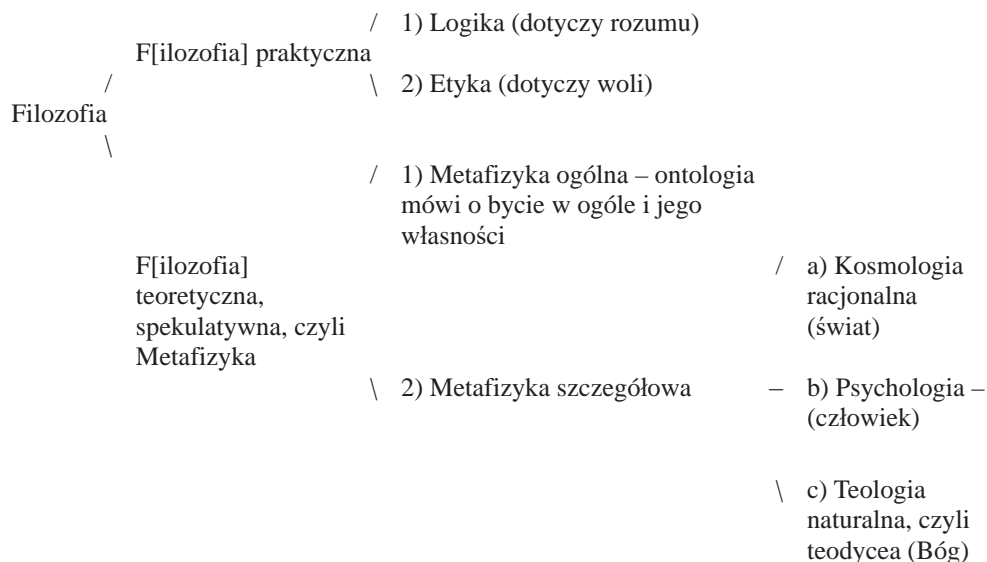 / 1) Logika (dotyczy rozumu)
F[ilozofia] praktyczna
/ \ 2) Etyka (dotyczy woli)
Filozofia
\
/ 1) Metafizyka ogólna – ontologia
mówi o bycie w ogóle i jego
własności
F[ilozofia] / a) Kosmologia
teoretyczna, racjonalna
spekulatywna, czyli (świat)
Metafizyka
\ 2) Metafizyka szczegółowa – b) Psychologia –
(człowiek)
\ c) Teologia
naturalna, czyli
teodycea (Bóg)